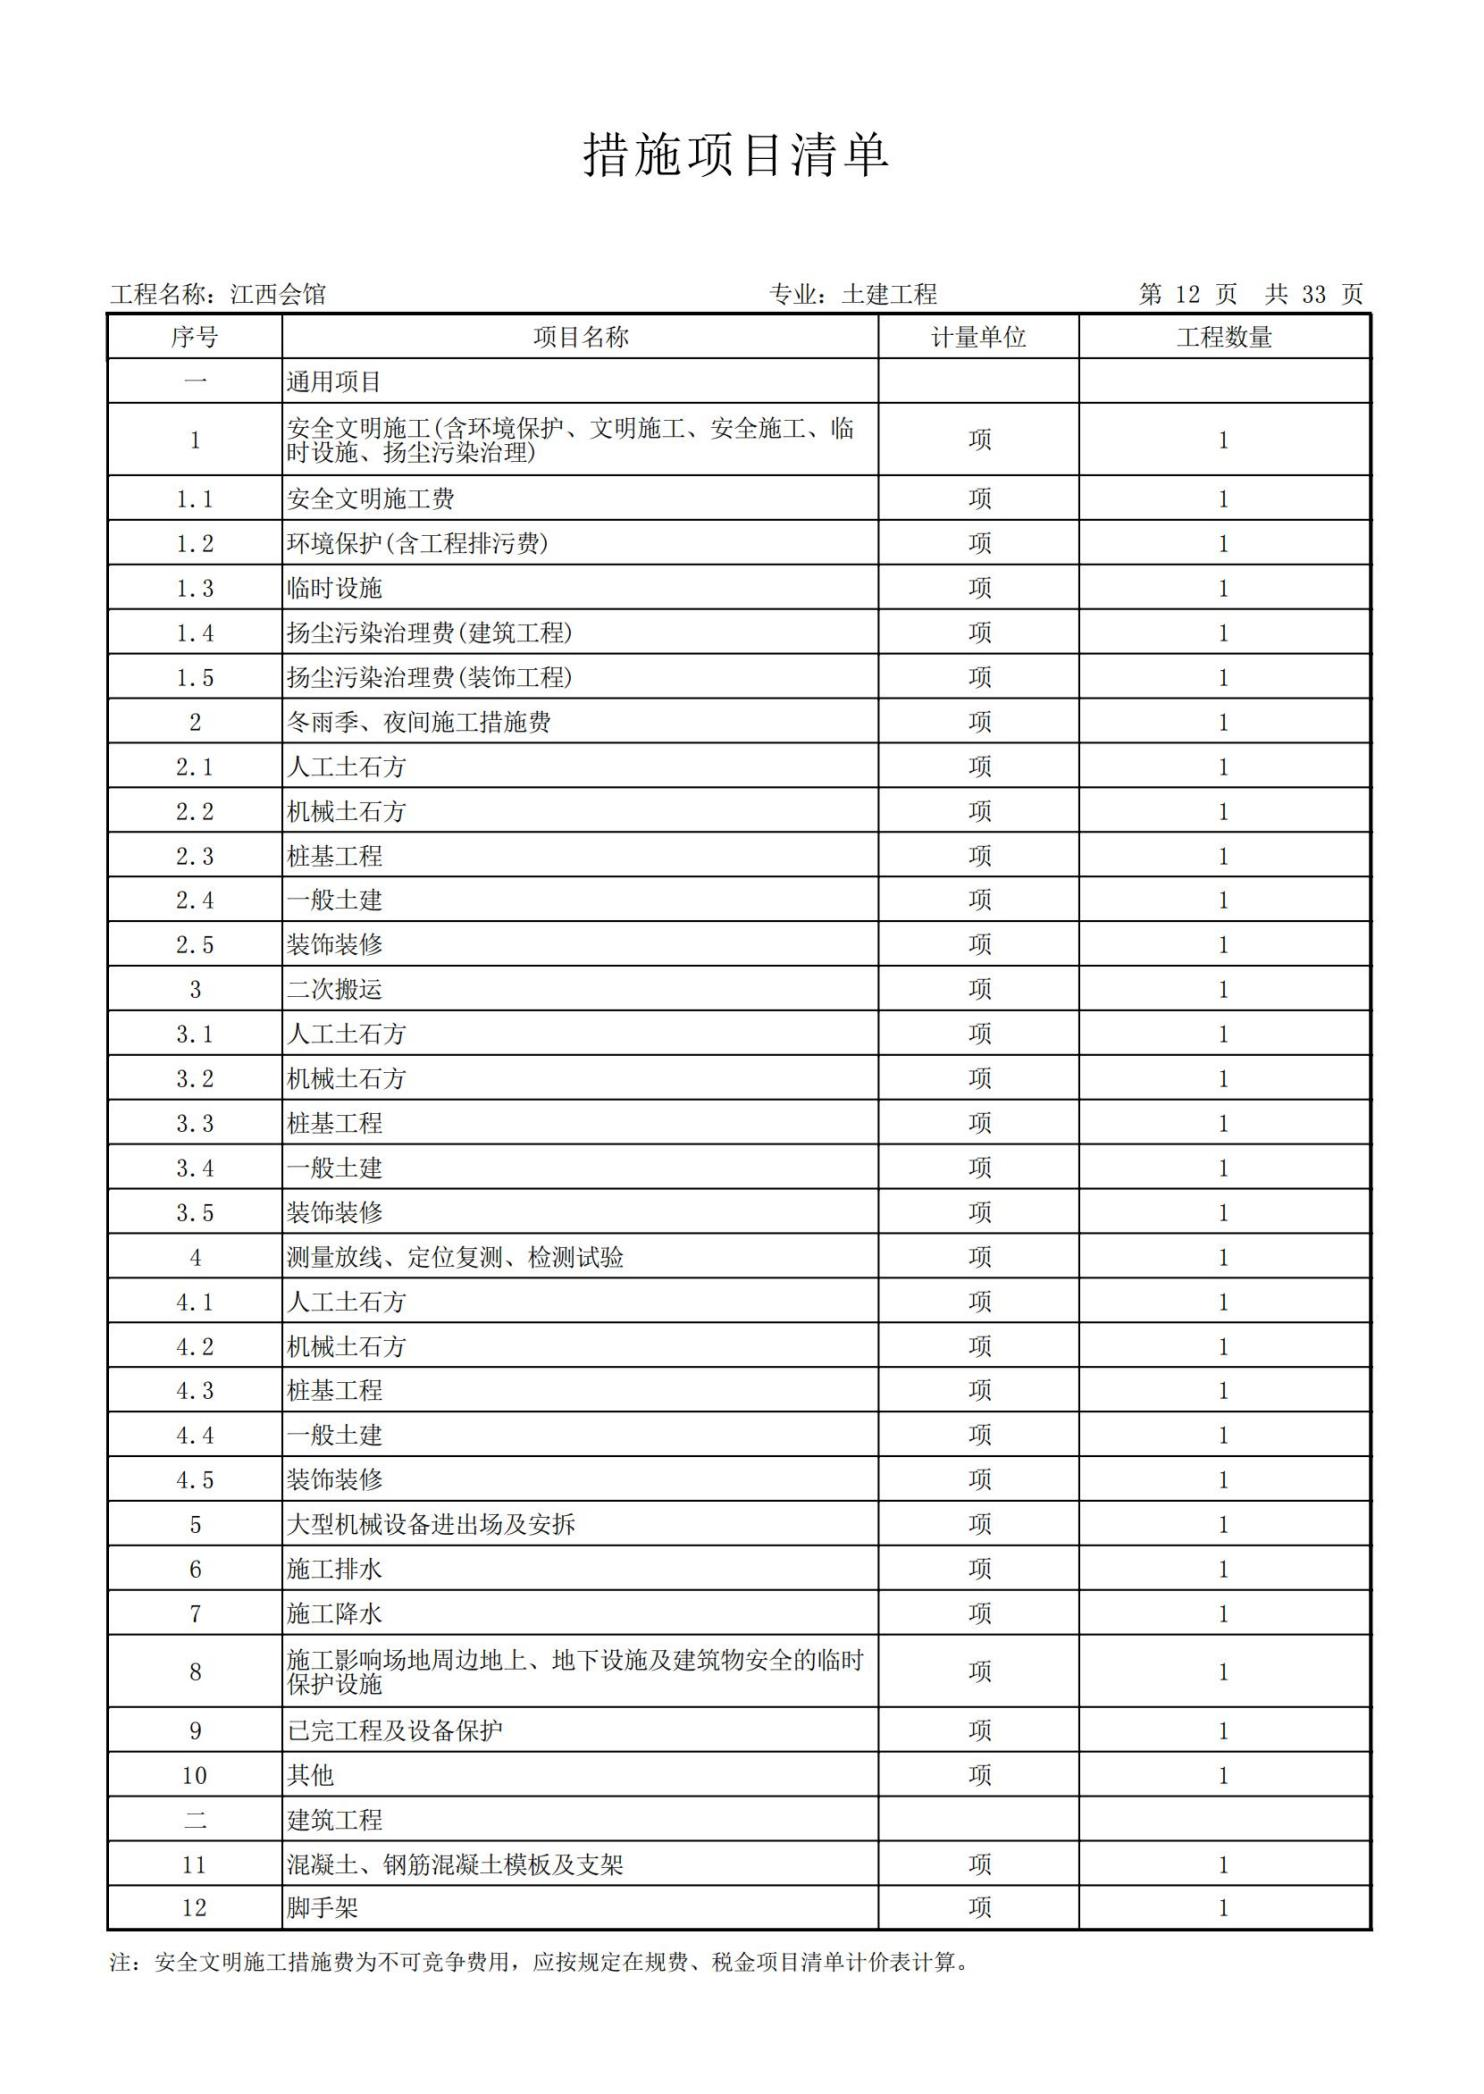 措施项目清单
工程名称：江西会馆 专业：土建工程 第 12 页 共 33 页
序号 项目名称 计量单位 工程数量
一 通用项目
1 安全文明施工(含环境保护、文明施工、安全施工、临
时设施、扬尘污染治理) 项 1
1.1 安全文明施工费 项 1
1.2 环境保护(含工程排污费) 项 1
1.3 临时设施 项 1
1.4 扬尘污染治理费(建筑工程) 项 1
1.5 扬尘污染治理费(装饰工程) 项 1
2 冬雨季、夜间施工措施费 项 1
2.1 人工土石方 项 1
2.2 机械土石方 项 1
2.3 桩基工程 项 1
2.4 一般土建 项 1
2.5 装饰装修 项 1
3 二次搬运 项 1
3.1 人工土石方 项 1
3.2 机械土石方 项 1
3.3 桩基工程 项 1
3.4 一般土建 项 1
3.5 装饰装修 项 1
4 测量放线、定位复测、检测试验 项 1
4.1 人工土石方 项 1
4.2 机械土石方 项 1
4.3 桩基工程 项 1
4.4 一般土建 项 1
4.5 装饰装修 项 1
5 大型机械设备进出场及安拆 项 1
6 施工排水 项 1
7 施工降水 项 1
8 施工影响场地周边地上、地下设施及建筑物安全的临时
保护设施 项 1
9 已完工程及设备保护 项 1
10 其他 项 1
二 建筑工程
11 混凝土、钢筋混凝土模板及支架 项 1
12 脚手架 项 1
注：安全文明施工措施费为不可竞争费用，应按规定在规费、税金项目清单计价表计算。